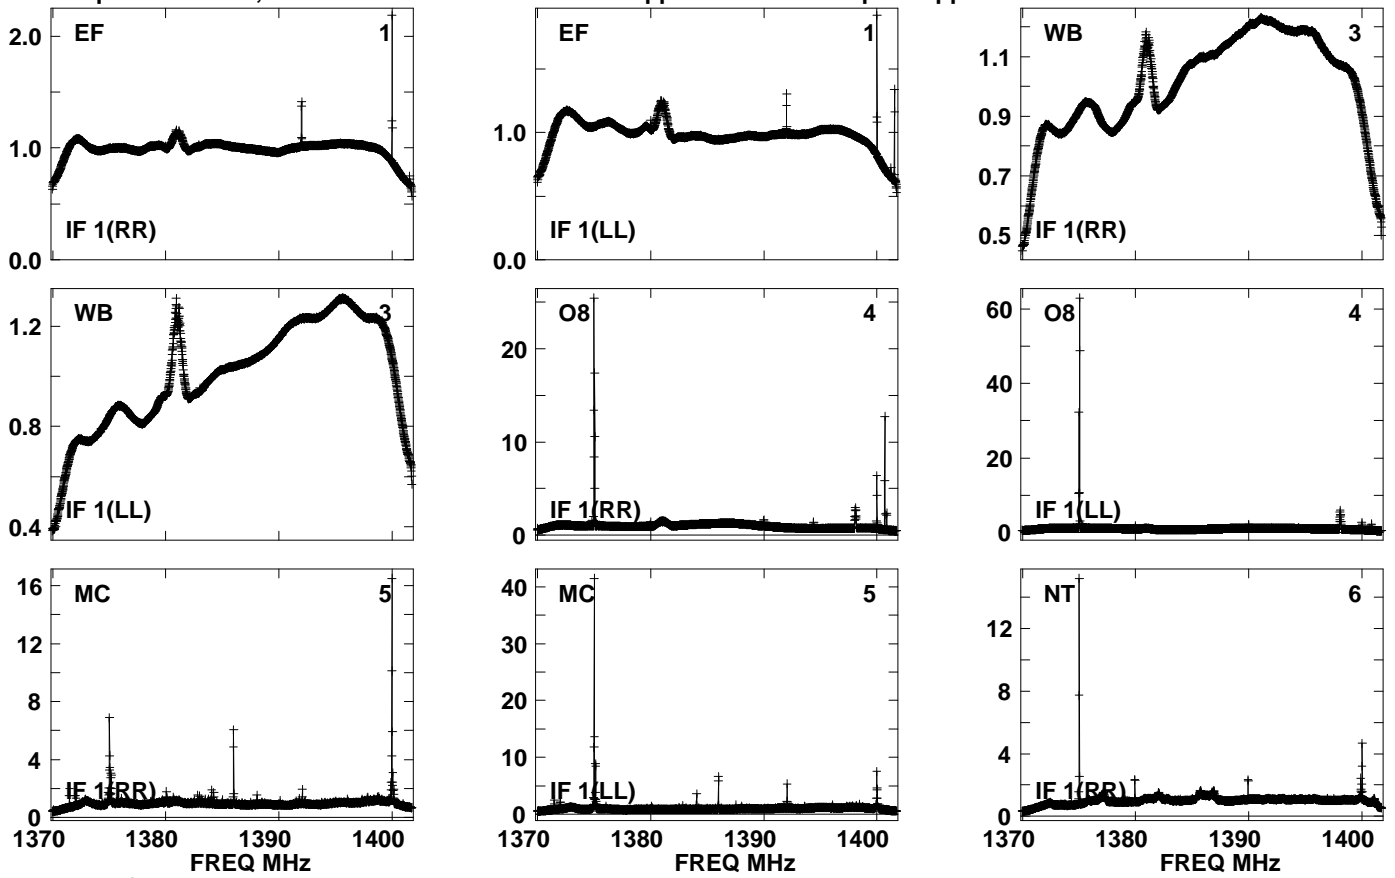 EF 1
2.0
1.0
0.0
IF 1(RR)
EF 1
1.0
0.0
IF 1(LL)
WB 3
1.1
0.9
0.7
0.5
IF 1(RR)
WB 3
1.2
0.8
0.4
IF 1(LL)
O8 4
20
10
0
IF 1(RR)
O8 4
60
40
20
0
IF 1(LL)
MC 5
16
12
8
4
0
IF 1(RR)
1370 1380 1390 1400
FREQ MHz
MC 5
40
30
20
10
0
IF 1(LL)
1370 1380 1390 1400
FREQ MHz
NT 6
12
8
4
0
IF 1(RR)
1370 1380 1390 1400
FREQ MHz